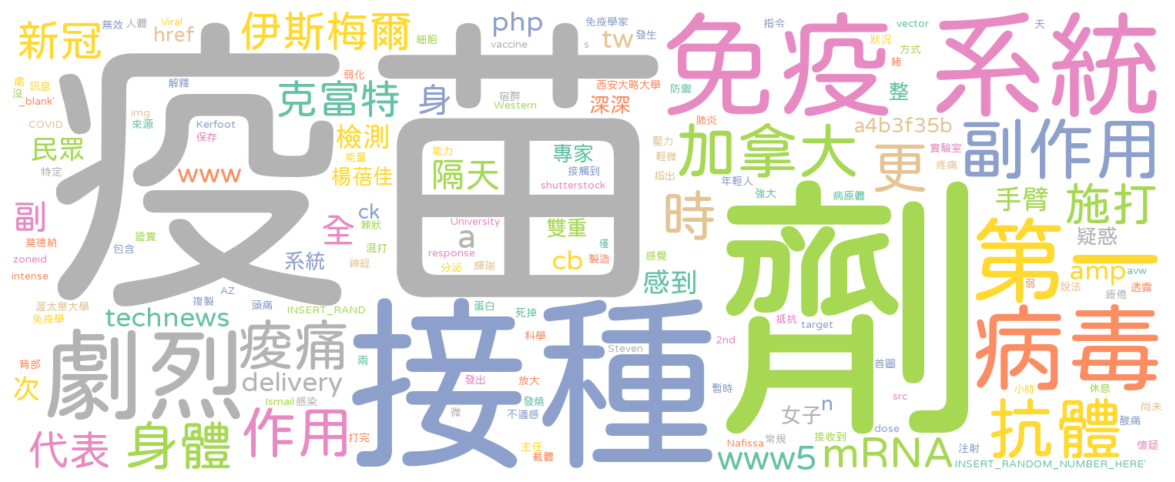 新冠
href
伊斯梅爾
Viral
無效
人體
php
免疫學家
tw
發生
vaccine
s
細胞
指令
vector
天
狀況
方式
緒
免疫系統
疫苗
解釋
弱化
克富特
身
宿醉
Western
西安大略大學
深深
防禦
整
處
沒
訊息
_blank'
img
來源
Kerfoot
保存
COVID
民眾
特定
檢測
能量
楊蓓佳
www
能力
隔天
專家
接觸到
shutterstock
肺炎
加拿大
壓力
輕微
指出
年輕人
a4b3f35b
更
實驗室
疼痛
副作用
強大
病原體
手臂
施打
副
莫德納
zoneid
intense
證實
包含
全
ck
棘狀
混打
系統
神經
University
a
response
分泌
輝瑞
雙重
僅
cb
製造
感覺
感到
時
劑
第一
疑惑
amp
avw
弱
說法
透露
疲倦
渥太華大學
免疫學
複製
AZ
頭痛
INSERT_RAND
technews
劇烈
痠痛
delivery
背部
次
Ismail
感染
代表
身體
作用
打完
兩
接種
蛋白
死掉
科學
Steven
發出
放大
發燒
不適感
微
主任
載體
抵抗
target
2nd
暫時
首圖
src
女子
n
dose
Nafissa
常規
接收到
www5
mRNA
病毒
小時
休息
抗體
尚未
酸痛
注射
懷疑
INSERT_RANDOM_NUMBER_HERE'